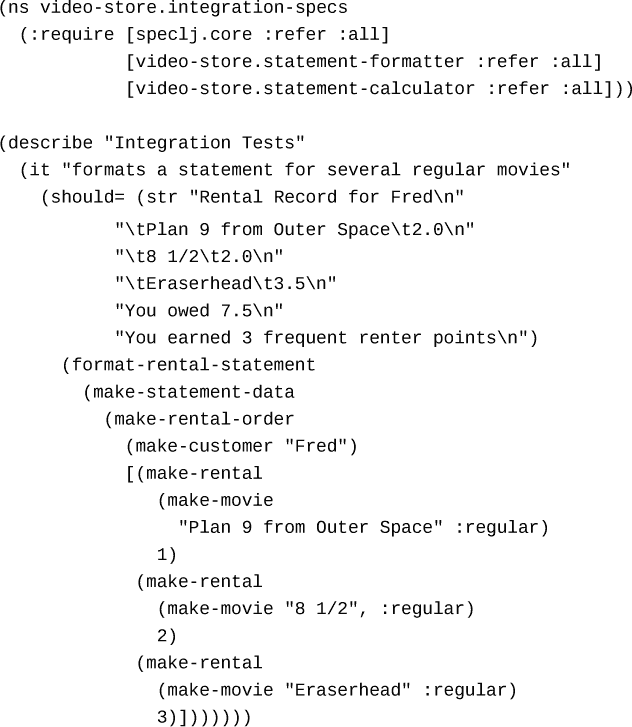 (ns video-store.integration-specs
  (:require [speclj.core :refer :all]
            [video-store.statement-formatter :refer :all]
            [video-store.statement-calculator :refer :all]))

(describe "Integration Tests"
  (it "formats a statement for several regular movies"
    (should= (str "Rental Record for Fred\n"
           "\tPlan 9 from Outer Space\t2.0\n"
           "\t8 1/2\t2.0\n"
           "\tEraserhead\t3.5\n"
           "You owed 7.5\n"
           "You earned 3 frequent renter points\n")
      (format-rental-statement
        (make-statement-data
          (make-rental-order
            (make-customer "Fred")
            [(make-rental
               (make-movie
                 "Plan 9 from Outer Space" :regular)
               1)
             (make-rental
               (make-movie "8 1/2", :regular)
               2)
             (make-rental
               (make-movie "Eraserhead" :regular)
               3)]))))))